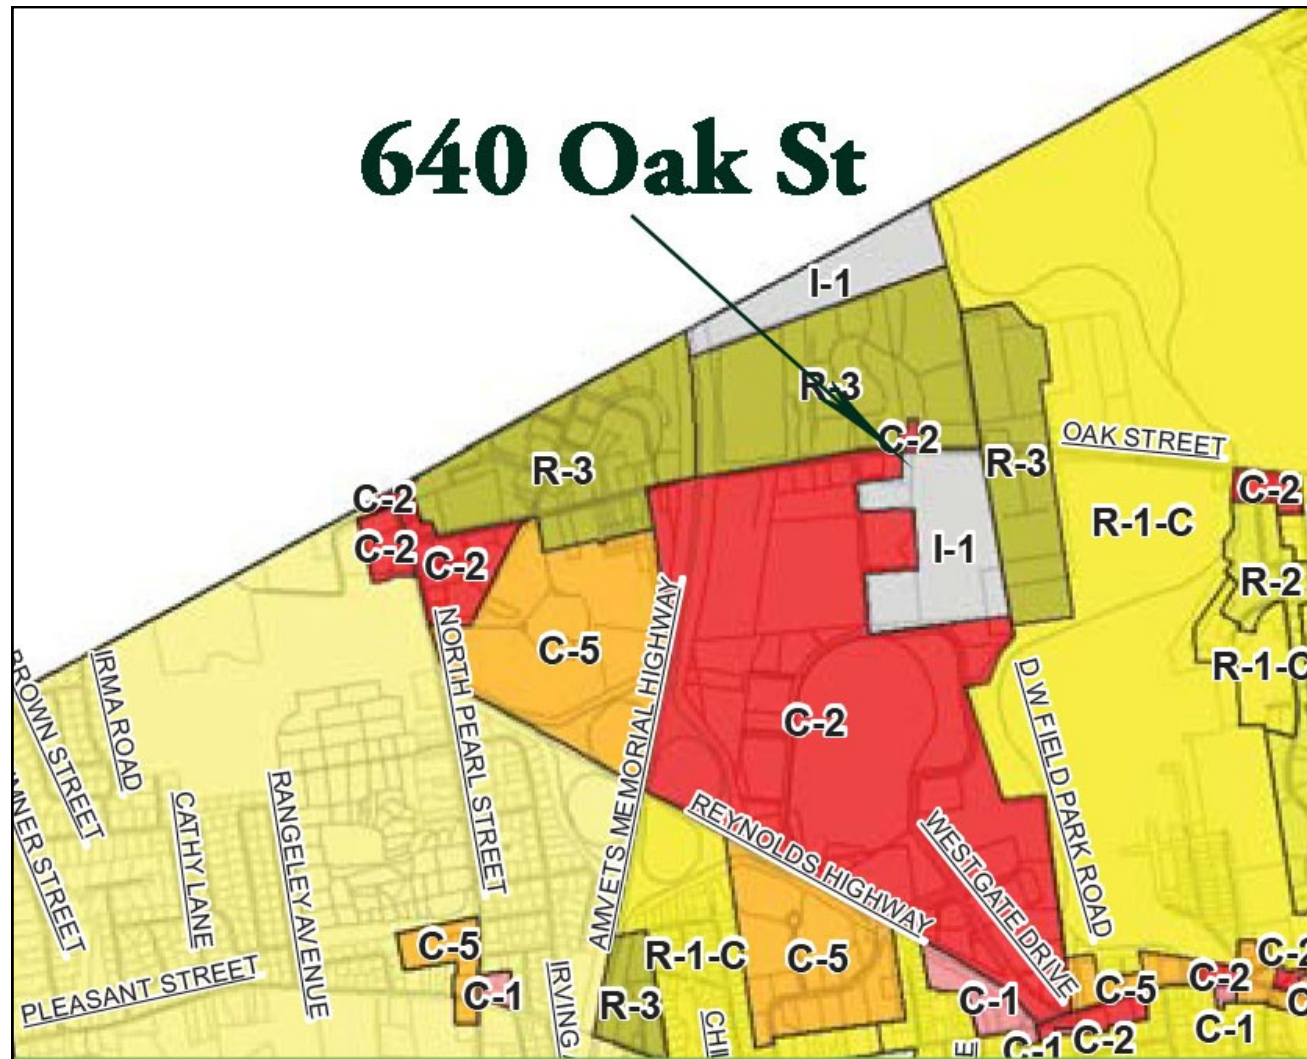 640 Oak St
I-1
R-3
C-2
OAK STREET
R-3
R-3
C-2
C-2
R-1-C
C-2
C-2
I-1
R-2
C-5
R-1-C
NORTH PEARL STREET
AMVETS MEMORIAL HIGHWAY
D W FIELD PARK ROAD
IRMA ROAD
BROWN STREET
C-2
CATHY LANE
RANGELEY AVENUE
REYNOLDS HIGHWAY
WESTGATE DRIVE
C-5
R-1-C
C-5
C-2
PLEASANT STREET
C-1
R-3
C-1
C-5
C-2
C-1
C-1
C-2